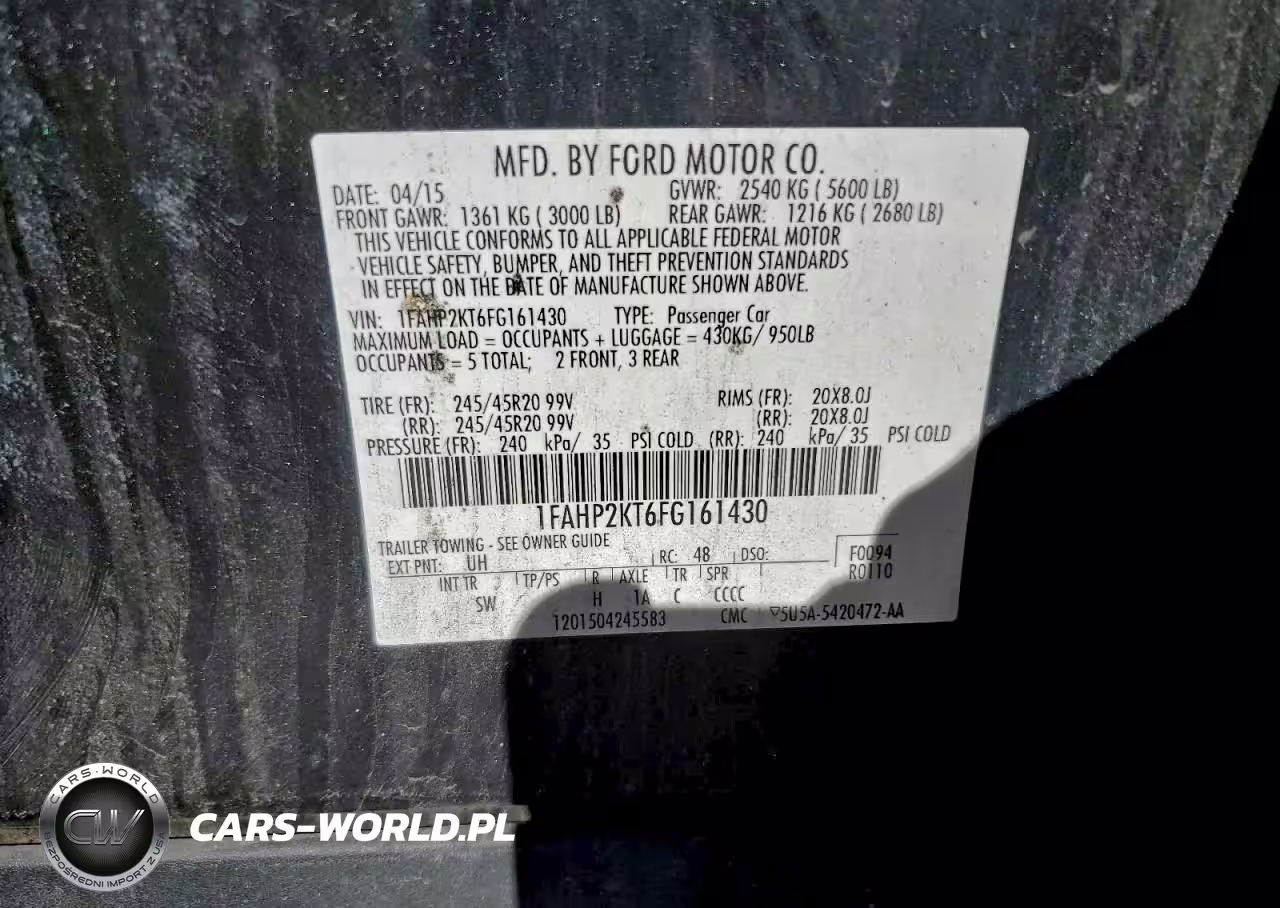 MFD. BY FORD MOTOR CO.
DATE: 04/15 GVWR: 2540 KG ( 5600 LB)
FRONT GAWR: 1361 KG ( 3000 LB) REAR GAWR: 1216 KG ( 2680 LB)
THIS VEHICLE CONFORMS TO ALL APPLICABLE FEDERAL MOTOR
VEHICLE SAFETY, BUMPER, AND THEFT PREVENTION STANDARDS
IN EFFECT ON THE DATE OF MANUFACTURE SHOWN ABOVE.
VIN: 1FAHP2KT6FG161430 TYPE: Passenger Car
MAXIMUM LOAD = OCCUPANTS + LUGGAGE = 430KG/ 950LB
OCCUPANTS = 5 TOTAL; 2 FRONT, 3 REAR
TIRE (FR): 245/45R20 99V RIMS (FR): 20X8.0J
(RR): 245/45R20 99V (RR): 20X8.0J
PRESSURE (FR): 240 kPa/ 35 PSI COLD (RR): 240 kPa/ 35 PSI COLD
1FAHP2KT6FG161430
TRAILER TOWING - SEE OWNER GUIDE
EXT PNT: UH RC: 48 DSO: F0094
R0110
INT TR TP/PS R AXLE TR SPR
SW H 1A C CCCC
1201504245583 CMC ▽5U5A-5420472-AA
CARS-WORLD
CW
BEZPOŚREDNI IMPORT Z USA
CARS-WORLD.PL